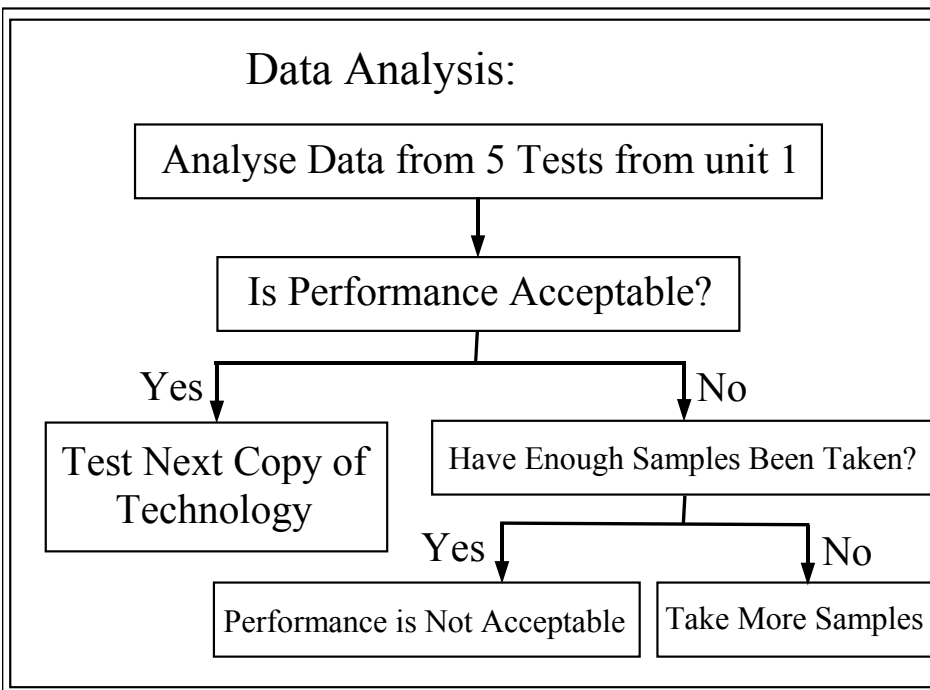 Data Analysis:
Analyse Data from 5 Tests from unit 1
Is Performance Acceptable?
Yes
No
Test Next Copy of
Technology
Have Enough Samples Been Taken?
Yes
No
Performance is Not Acceptable
Take More Samples